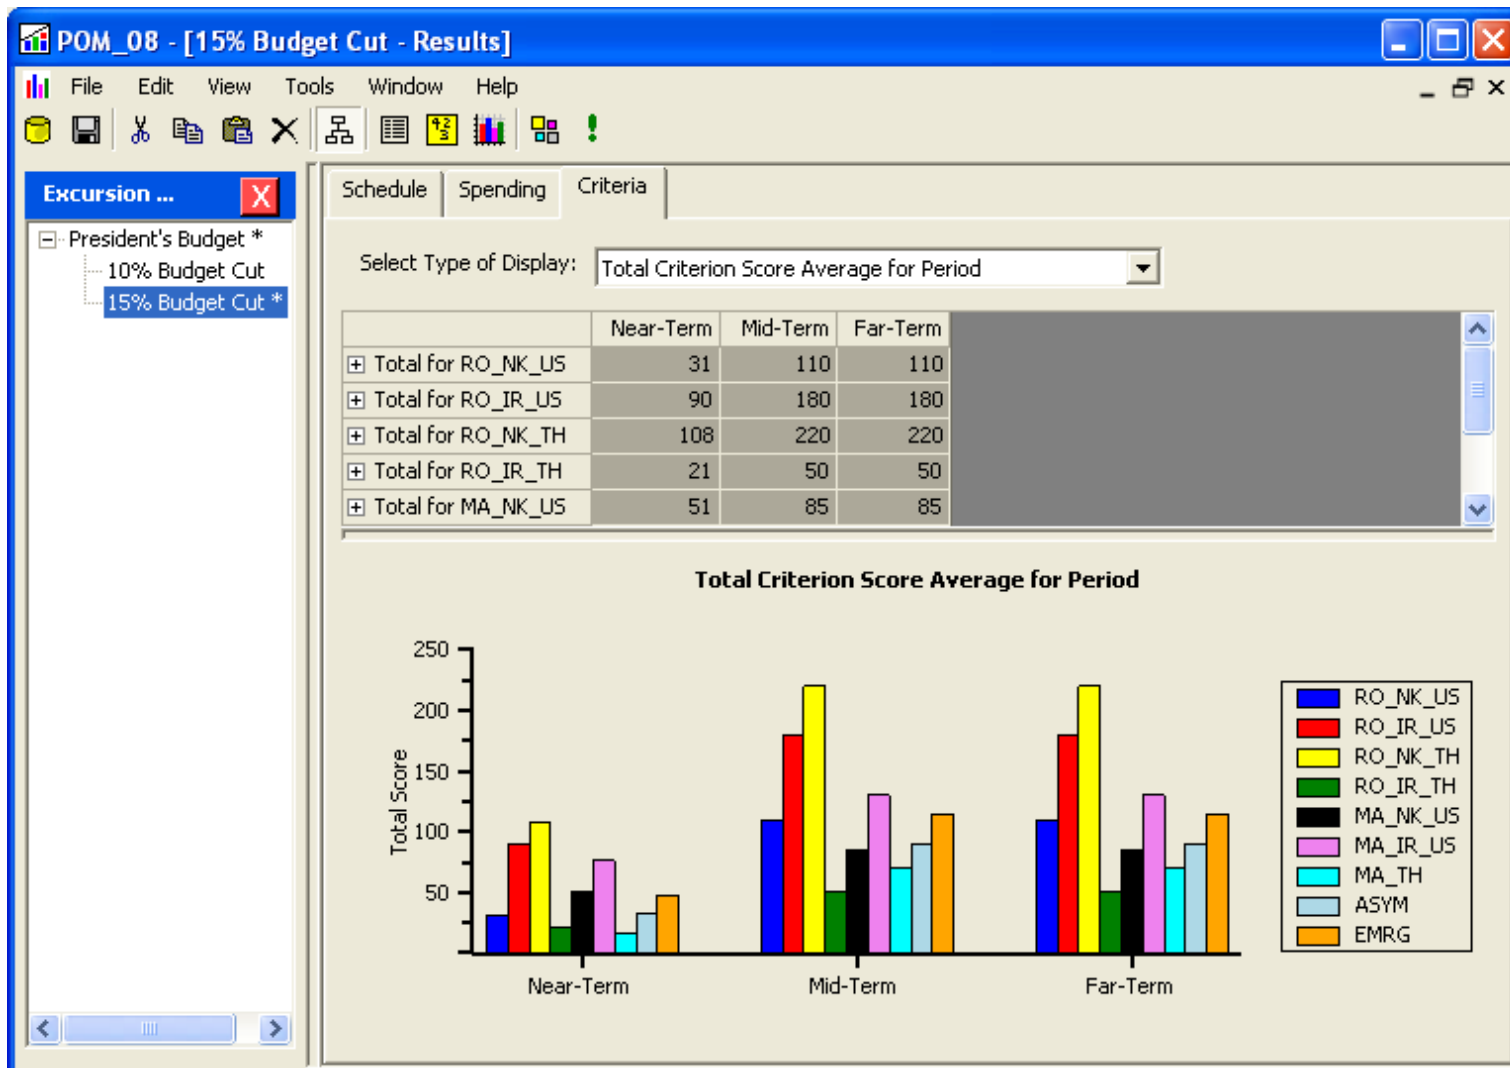 POM_08 - [15% Budget Cut - Results]
File Edit View Tools Window Help
Excursion ...
X
President's Budget *
10% Budget Cut
15% Budget Cut *
Schedule Spending Criteria
Select Type of Display: Total Criterion Score Average for Period
Near-Term Mid-Term Far-Term
Total for RO_NK_US 31 110 110
Total for RO_IR_US 90 180 180
Total for RO_NK_TH 108 220 220
Total for RO_IR_TH 21 50 50
Total for MA_NK_US 51 85 85
Total Criterion Score Average for Period
Total Score
250
200
150
100
50
Near-Term Mid-Term Far-Term
RO_NK_US
RO_IR_US
RO_NK_TH
RO_IR_TH
MA_NK_US
MA_IR_US
MA_TH
ASYM
EMRG